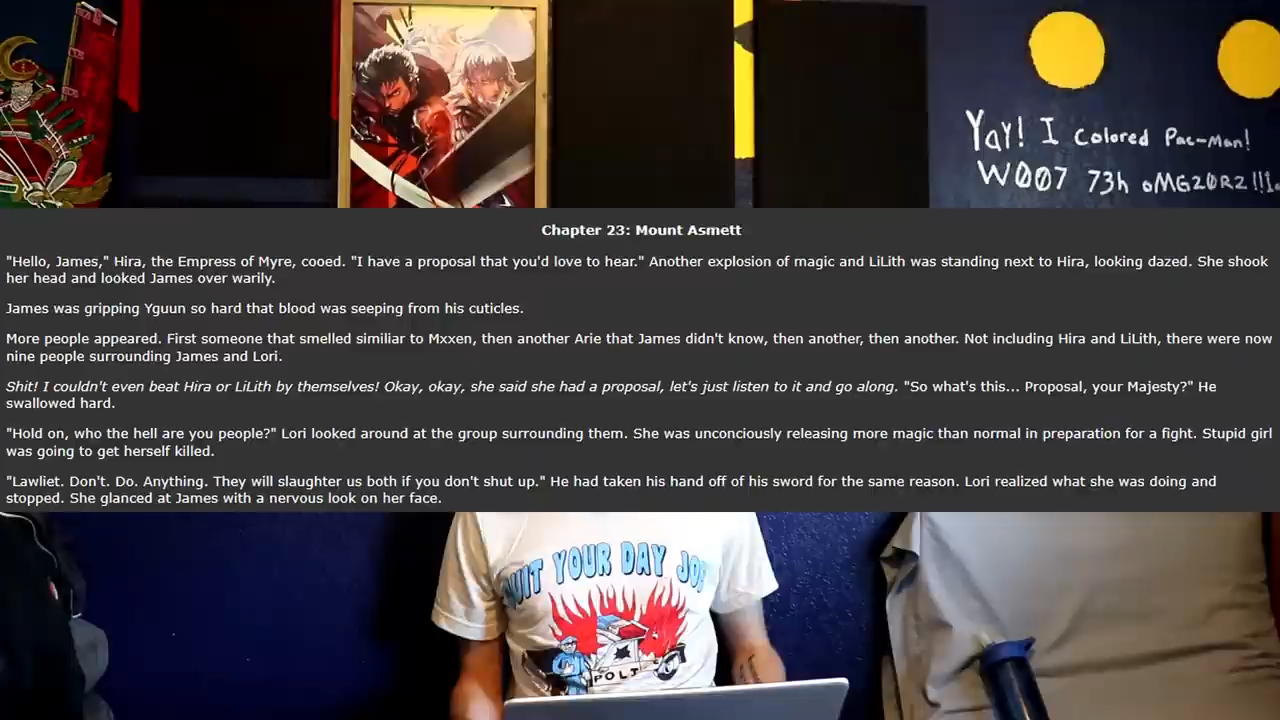 Yay! I Colored Pac-Man!
W007 73h oMG20R2!!1
Chapter 23: Mount Asmett
"Hello, James," Hira, the Empress of Myre, cooed. "I have a proposal that you'd love to hear." Another explosion of magic and LiLith was standing next to Hira, looking dazed. She shook
her head and looked James over warily.
James was gripping Yguun so hard that blood was seeping from his cuticles.
More people appeared. First someone that smelled similiar to Mxxen, then another Arie that James didn't know, then another, then another. Not including Hira and LiLith, there were now
nine people surrounding James and Lori.
Shit! I couldn't even beat Hira or LiLith by themselves! Okay, okay, she said she had a proposal, let's just listen to it and go along. "So what's this... Proposal, your Majesty?" He
swallowed hard.
"Hold on, who the hell are you people?" Lori looked around at the group surrounding them. She was unconciously releasing more magic than normal in preparation for a fight. Stupid girl
was going to get herself killed.
"Lawliet. Don't. Do. Anything. They will slaughter us both if you don't shut up." He had taken his hand off of his sword for the same reason. Lori realized what she was doing and
stopped. She glanced at James with a nervous look on her face.
QUIT YOUR DAY JOB
POLI